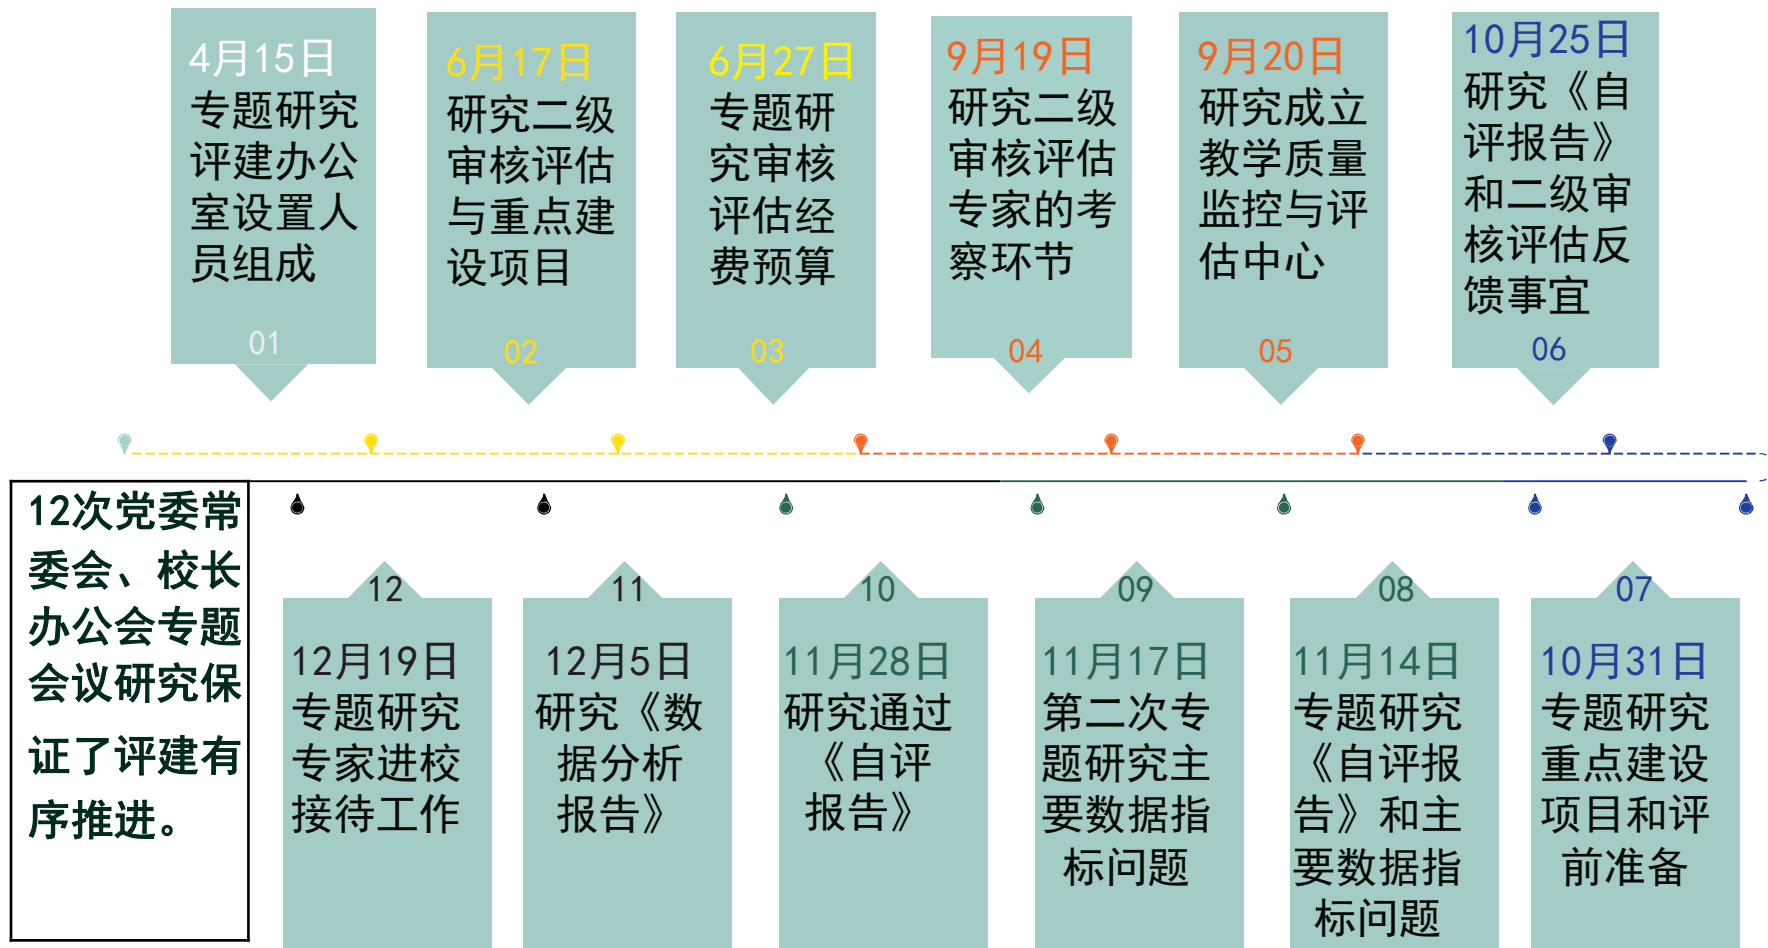 4月15日
专题研究
评建办公
室设置人
员组成
01
6月17日
研究二级
审核评估
与重点建
设项目
02
6月27日
专题研
究审核
评估经
费预算
03
9月19日
研究二级
审核评估
专家的考
察环节
04
9月20日
研究成立
教学质量
监控与评
估中心
05
10月25日
研究《自
评报告》
和二级审
核评估反
馈事宜
06
12次党委常
委会、校长
办公会专题
会议研究保
证了评建有
序推进。
12
12月19日
专题研究
专家进校
接待工作
11
12月5日
研究《数
据分析
报告》
10
11月28日
研究通过
《自评
报告》
09
11月17日
第二次专
题研究主
要数据指
标问题
08
11月14日
专题研究
《自评报
告》和主
要数据指
标问题
07
10月31日
专题研究
重点建设
项目和评
前准备